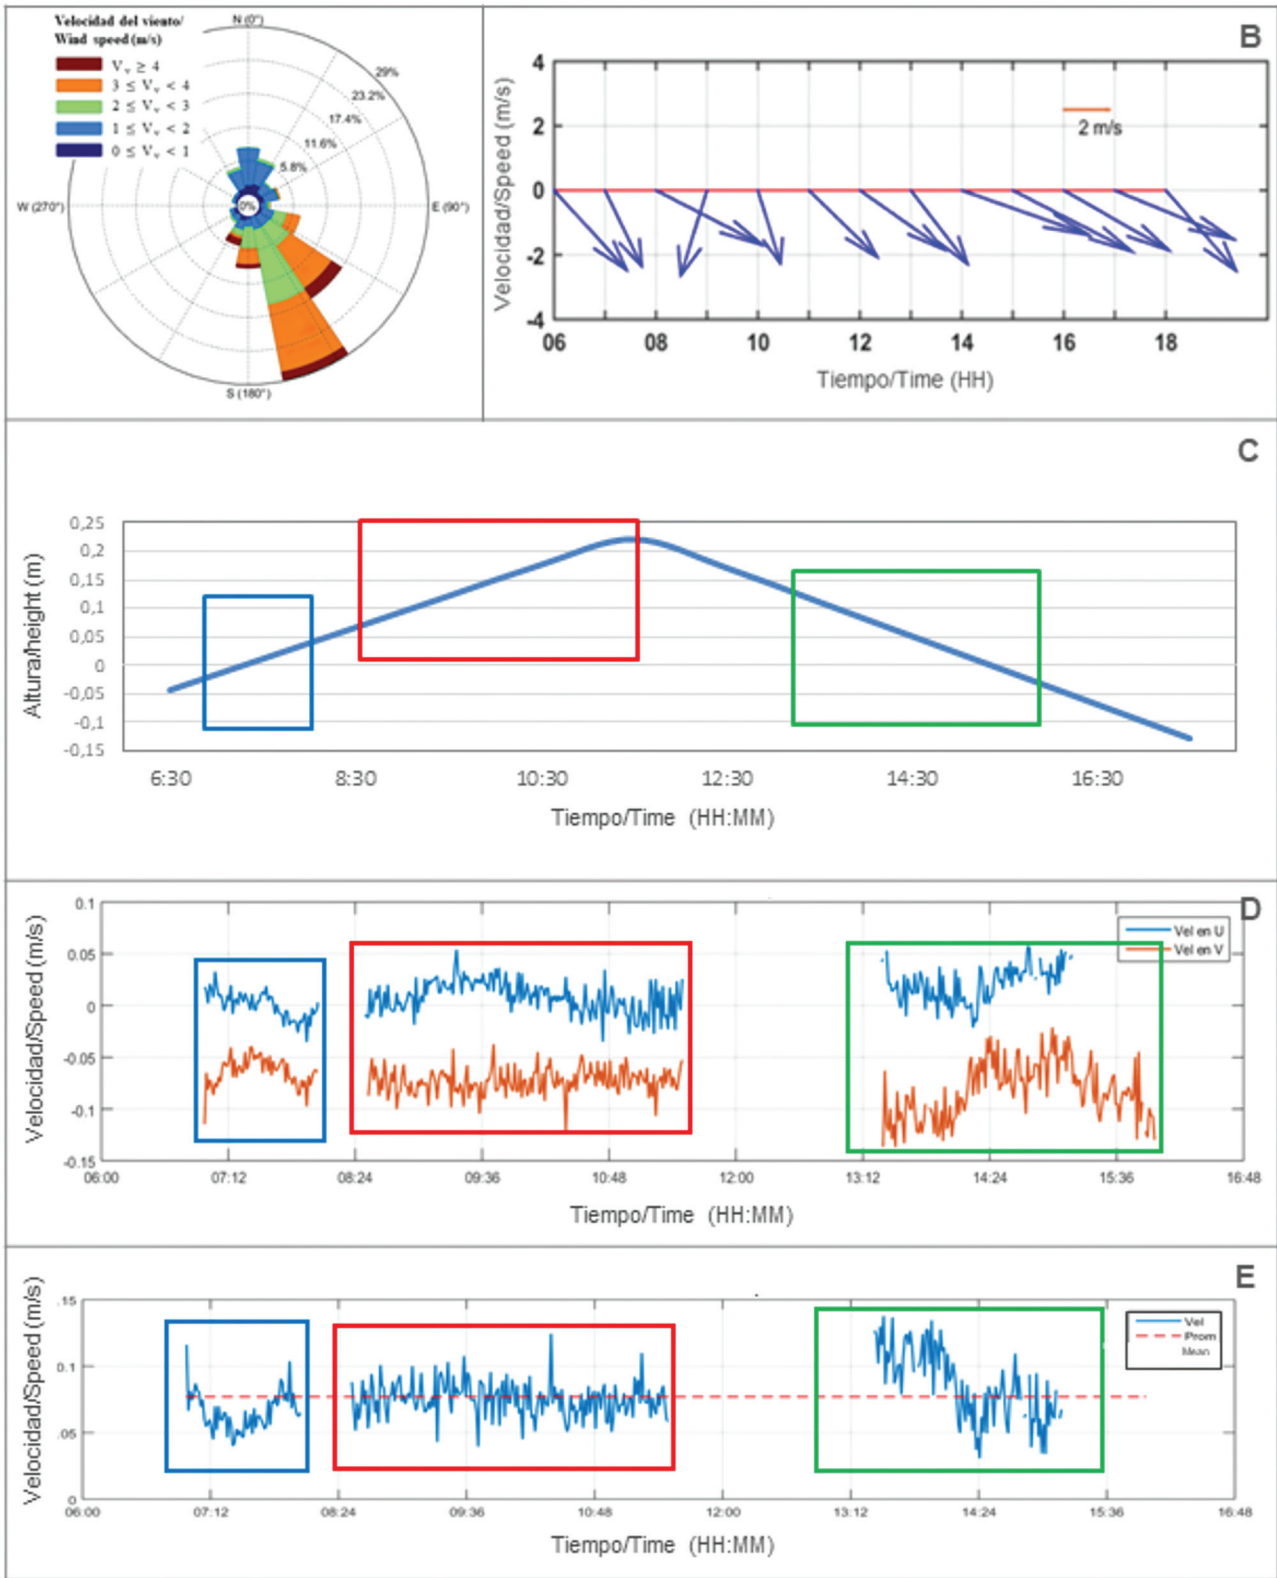 Velocidad del viento/
Wind speed (m/s)
V_v ≥ 4
3 ≤ V_v < 4
2 ≤ V_v < 3
1 ≤ V_v < 2
0 ≤ V_v < 1
N (0°)
29%
23.2%
17.4%
11.6%
5.8%
0%
W (270°)
E (90°)
S (180°)
B
Velocidad/Speed (m/s)
4
2
0
-2
-4
2 m/s
06 08 10 12 14 16 18
Tiempo/Time (HH)
C
Altura/height (m)
0,25
0,2
0,15
0,1
0,05
0
-0,05
-0,1
-0,15
6:30 8:30 10:30 12:30 14:30 16:30
Tiempo/Time (HH:MM)
D
Velocidad/Speed (m/s)
0.1
0.05
0
-0.05
-0.1
-0.15
Vel en U
Vel en V
06:00 07:12 08:24 09:36 10:48 12:00 13:12 14:24 15:36 16:48
Tiempo/Time (HH:MM)
E
Velocidad/Speed (m/s)
.15
0.1
.05
0
Vel
Prom
Mean
06:00 07:12 08:24 09:36 10:48 12:00 13:12 14:24 15:36 16:48
Tiempo/Time (HH:MM)